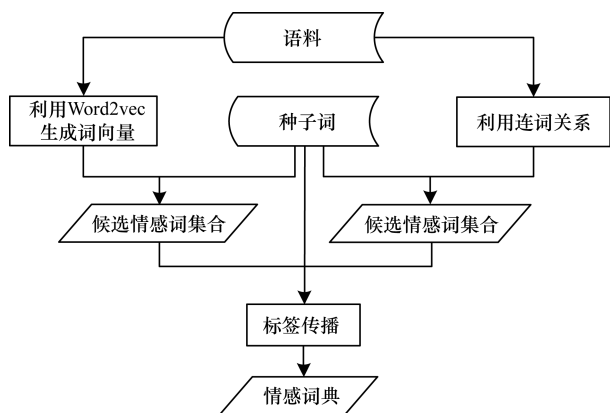 语料
利用Word2vec
生成词向量
种子词
利用连词关系
候选情感词集合
候选情感词集合
标签传播
情感词典